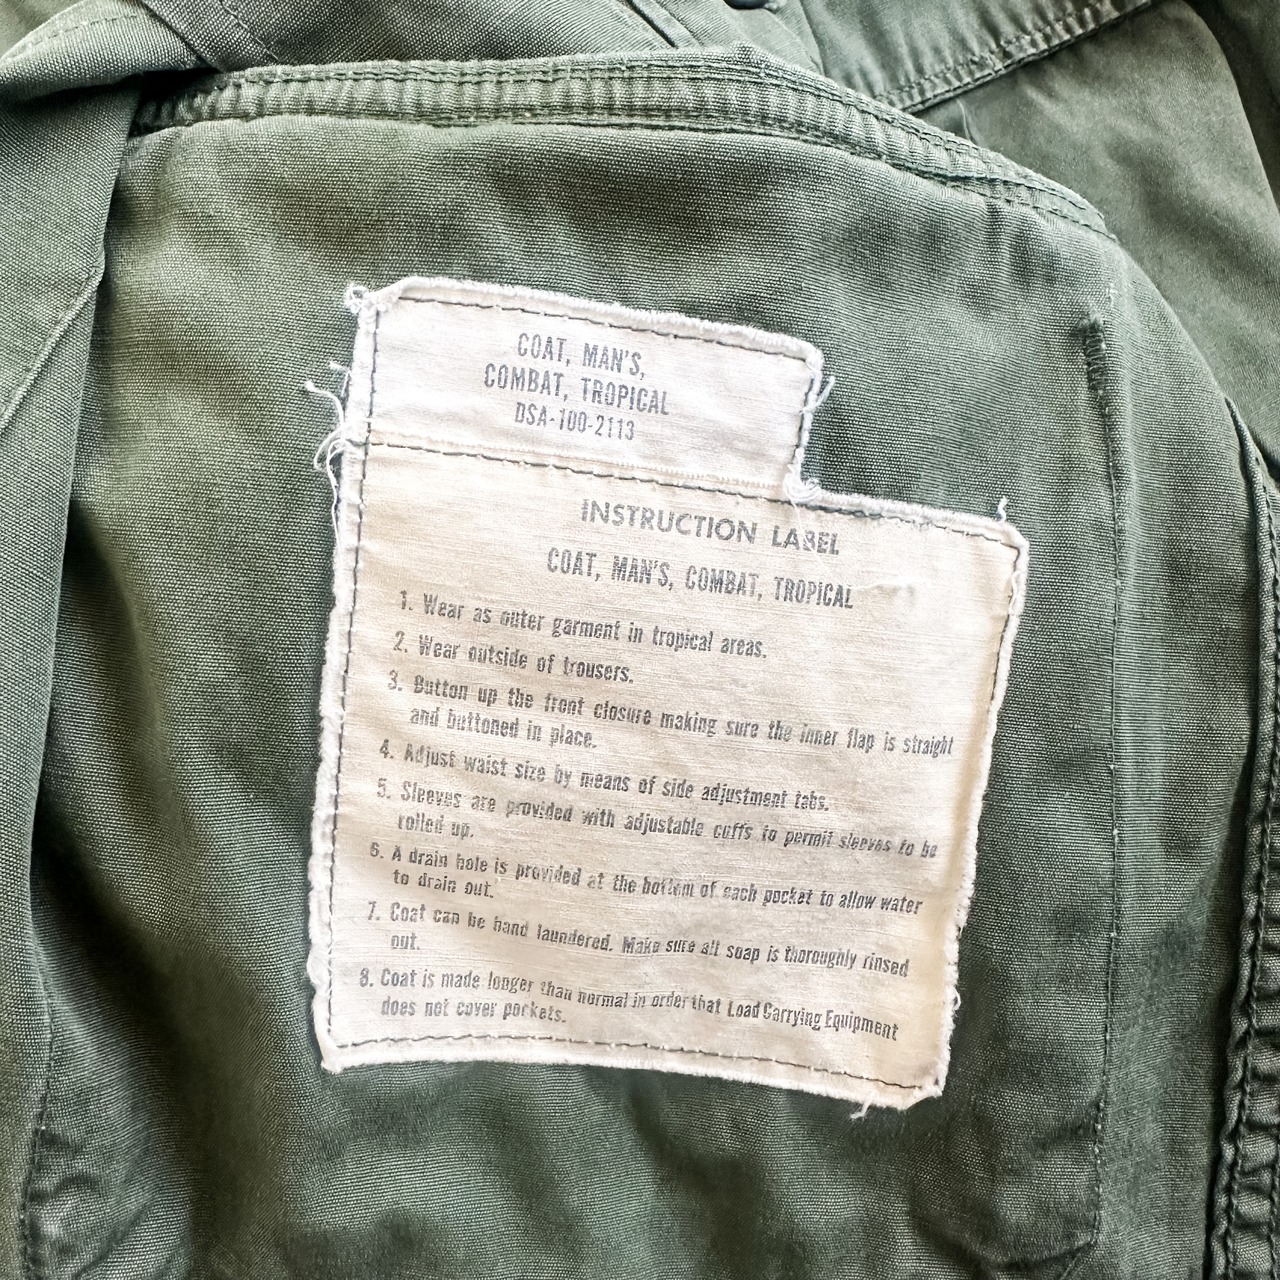 COAT, MAN'S,
COMBAT, TROPICAL
DSA-100-2113
INSTRUCTION LABEL
COAT, MAN'S, COMBAT, TROPICAL
1. Wear as outer garment in tropical areas.
2. Wear outside of trousers.
3. Button up the front closure making sure the inner flap is straight
and buttoned in place.
4. Adjust waist size by means of side adjustment tabs.
5. Sleeves are provided with adjustable cuffs to permit sleeves to be
rolled up.
6. A drain hole is provided at the bottom of each pocket to allow water
to drain out.
7. Coat can be hand laundered. Make sure all soap is thoroughly rinsed
out.
8. Coat is made longer than normal in order that Load Carrying Equipment
does not cover pockets.